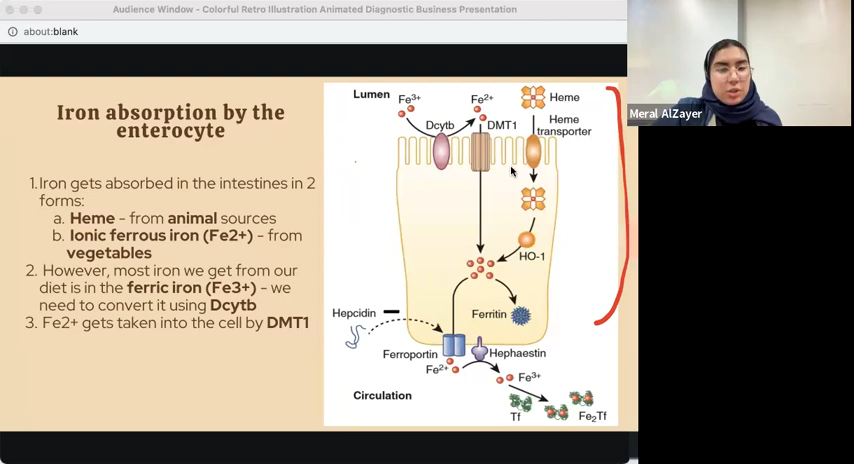 Audience Window - Colorful Retro Illustration Animated Diagnostic Business Presentation
about:blank
Iron absorption by the
enterocyte
1.Iron gets absorbed in the intestines in 2
forms:
a. Heme - from animal sources
b. Ionic ferrous iron (Fe2+) - from
vegetables
2. However, most iron we get from our
diet is in the ferric iron (Fe3+) - we
need to convert it using Dcytb
3. Fe2+ gets taken into the cell by DMT1
Lumen
Fe3+
Fe2+
Heme
Dcytb
DMT1
Heme
transporter
HO-1
Hepcidin
Ferritin
Ferroportin
Hephaestin
Fe2+
Fe3+
Circulation
Tf
Fe2Tf
Meral AlZayer